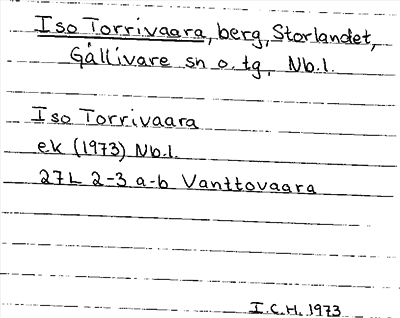 Iso Torrivaara, berg, Storlandet,
Gällivare sn o. tg, Nb.l.
Iso Torrivaara
ek (1973) Nb.l.
27L 2-3 a-b Vanttovaara
I.C.H. 1973